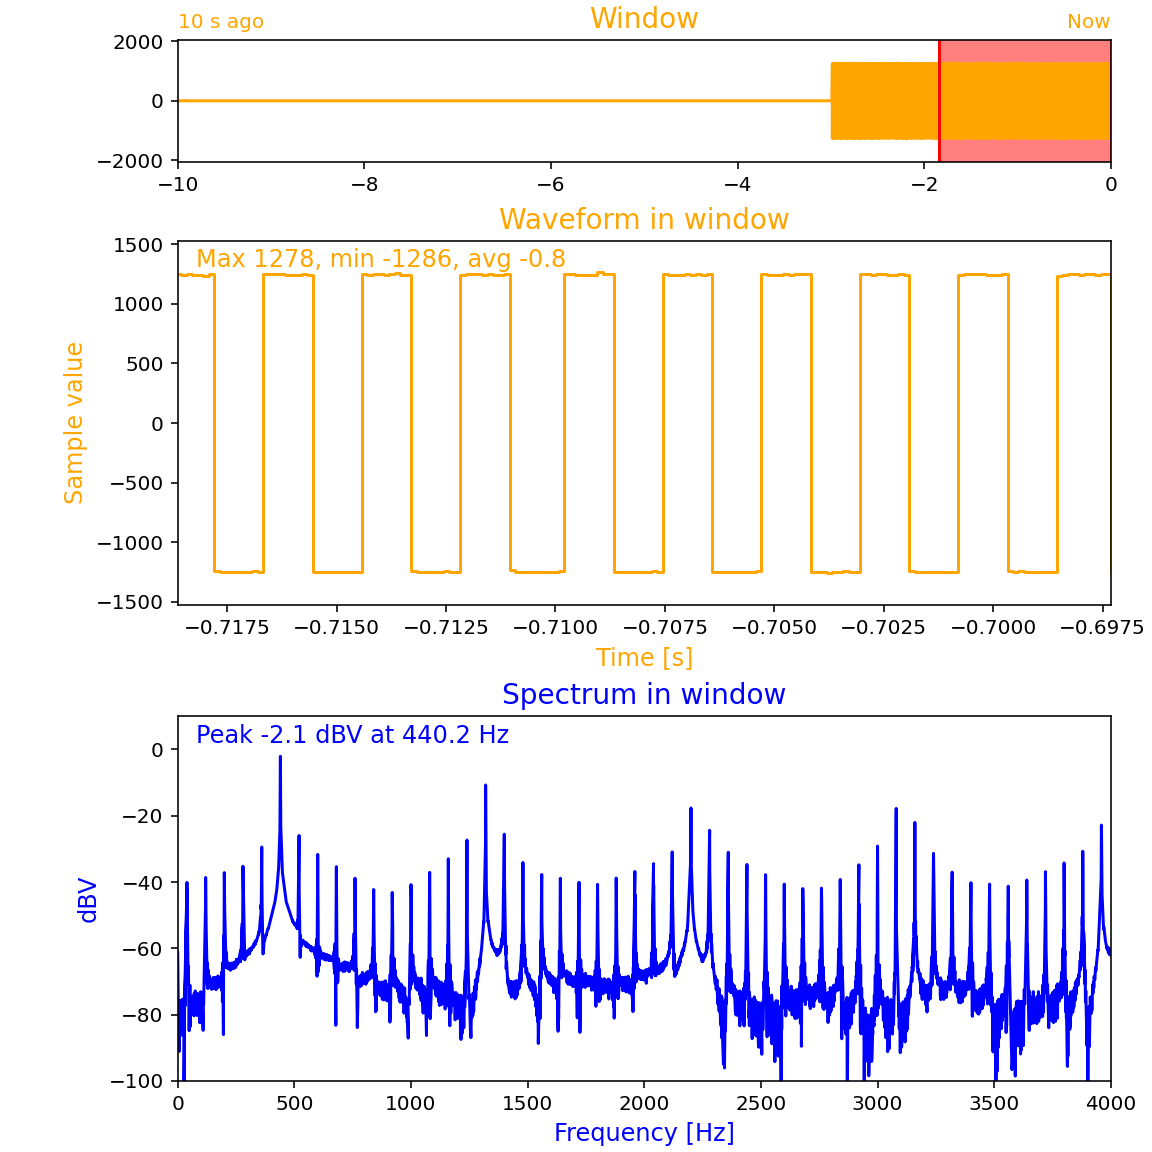 10 s ago Window Now
2000
0
−2000
−10 −8 −6 −4 −2 0
Waveform in window
Max 1278, min -1286, avg -0.8
1500
1000
500
0
−500
−1000
−1500
Sample value
−0.7175 −0.7150 −0.7125 −0.7100 −0.7075 −0.7050 −0.7025 −0.7000 −0.6975
Time [s]
Spectrum in window
Peak -2.1 dBV at 440.2 Hz
0
−20
−40
−60
−80
−100
dBV
0 500 1000 1500 2000 2500 3000 3500 4000
Frequency [Hz]